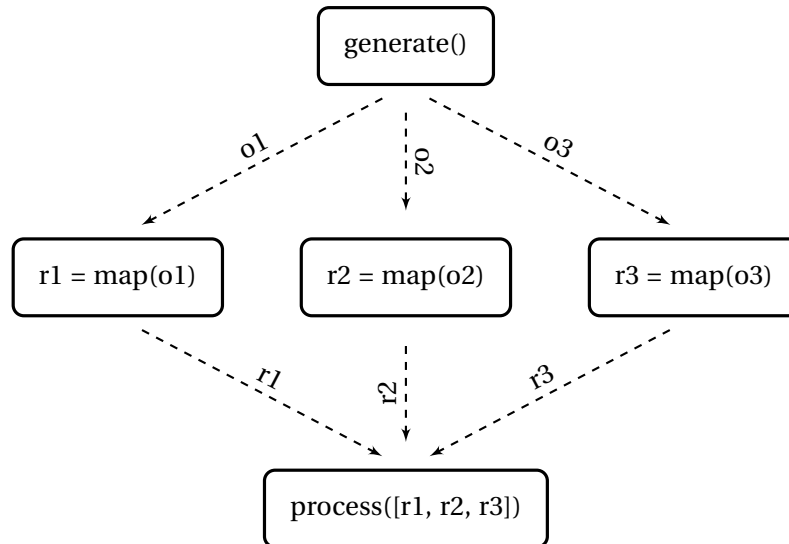 generate()
o1
o2
o3
r1 = map(o1)
r2 = map(o2)
r3 = map(o3)
r1
r2
r3
process([r1, r2, r3])